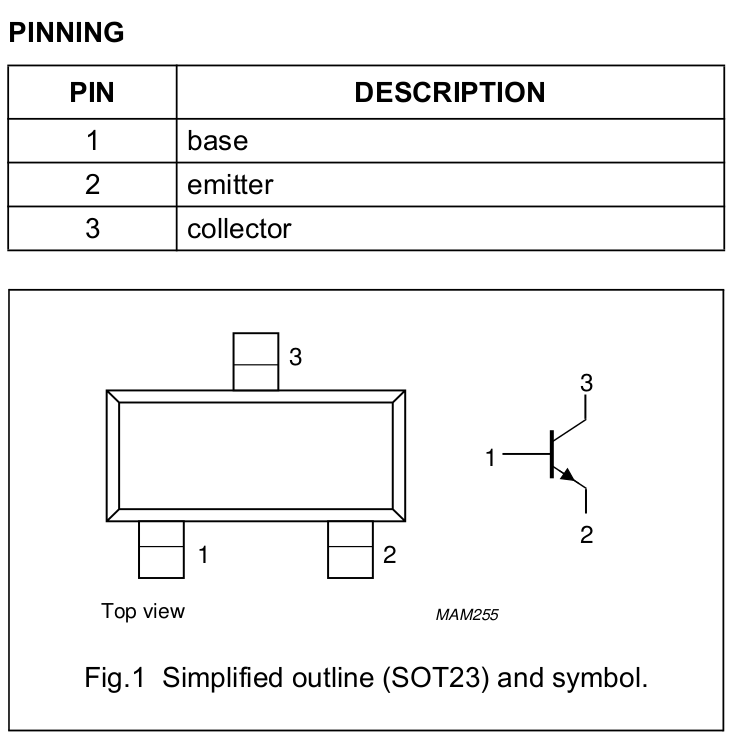 PINNING
PIN DESCRIPTION
1 base
2 emitter
3 collector
3
3
1
1 2
2
Top view
MAM255
Fig.1 Simplified outline (SOT23) and symbol.